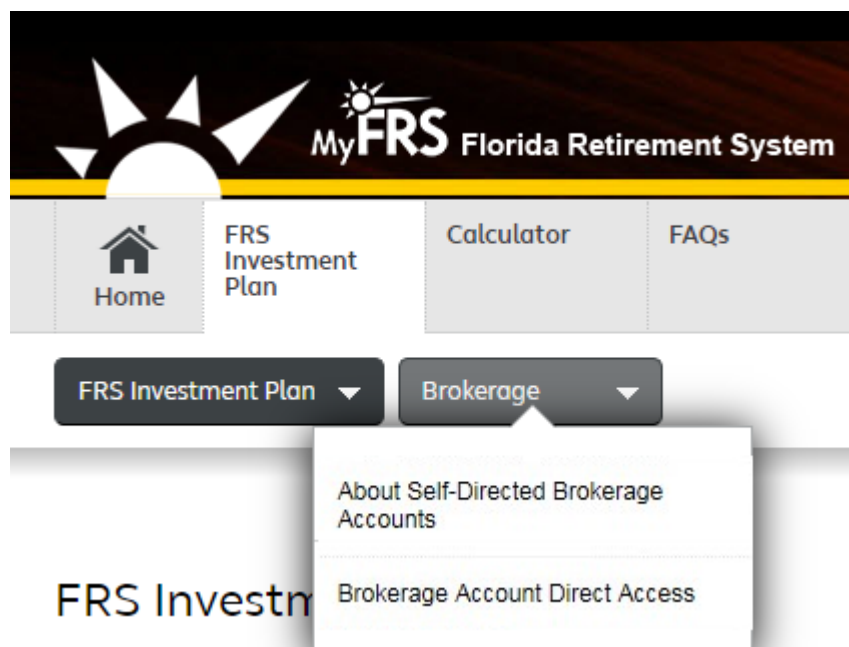 MyFRS Florida Retirement System
Home
FRS
Investment
Plan
Calculator
FAQs
FRS Investment Plan
Brokerage
About Self-Directed Brokerage
Accounts
Brokerage Account Direct Access
FRS